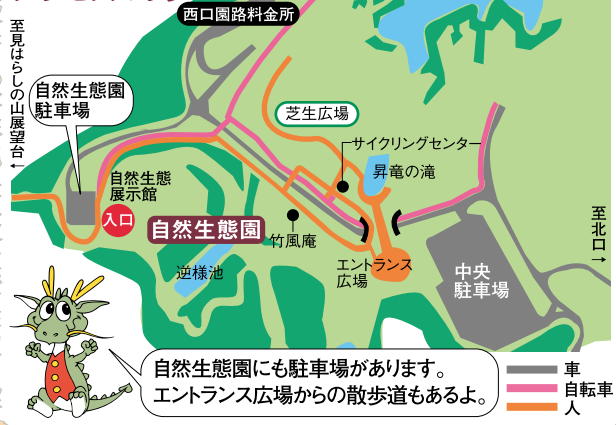 西口園路料金所
至見はらしの山展望台←
自然生態園
駐車場
芝生広場
サイクリングセンター
昇竜の滝
自然生態
展示館
入口
自然生態園
竹風庵
逆様池
エントランス
広場
中央
駐車場
至北口→
自然生態園にも駐車場があります。
エントランス広場からの散歩道もあるよ。
車
自転車
人